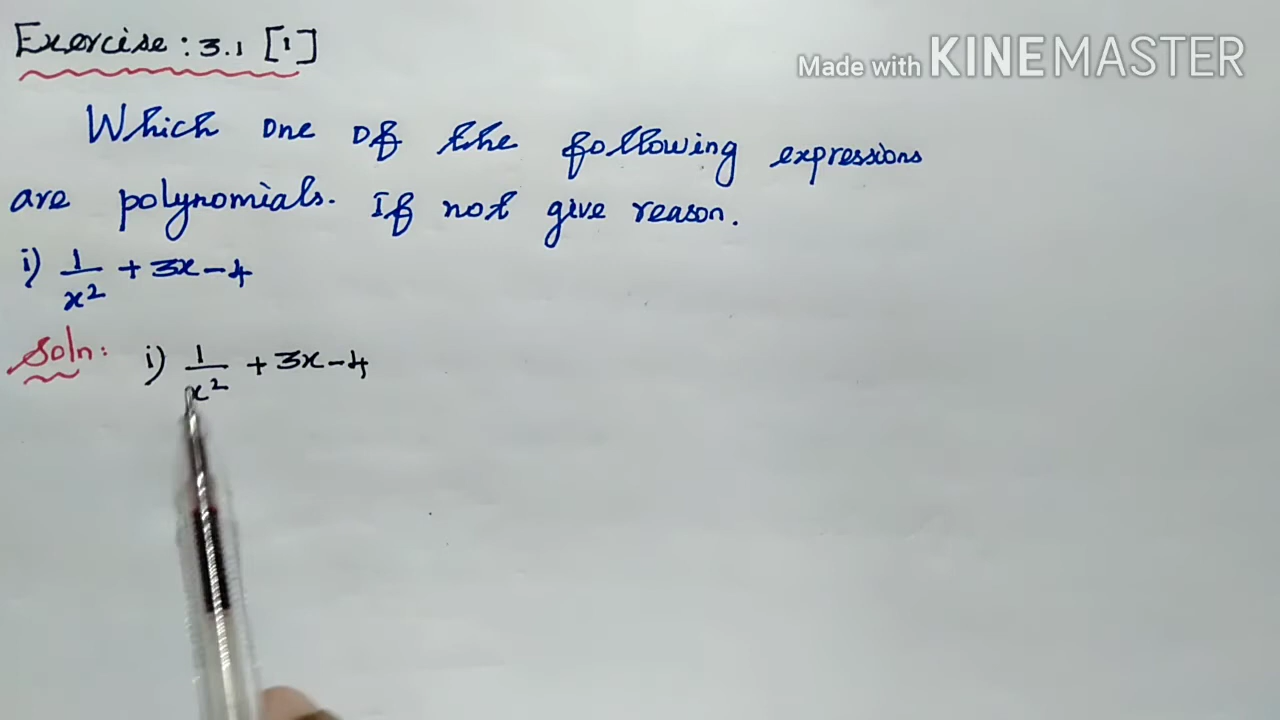 Exercise: 3.1 [1]
Made with KINEMASTER
Which one of the following expressions
are polynomials. If not give reason.
i) 1/x² + 3x - 4
Soln: i) 1/x² + 3x - 4